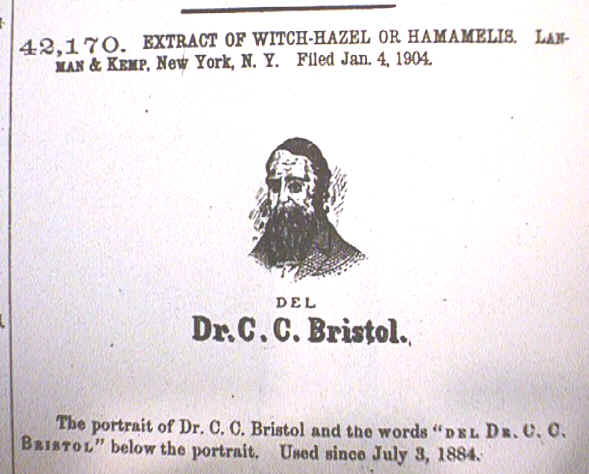 42,170. EXTRACT OF WITCH-HAZEL OR HAMAMELIS. LAN-
MAN & KEMP, New York, N. Y. Filed Jan. 4, 1904.
DEL
Dr. C. C. Bristol.
The portrait of Dr. C. C. Bristol and the words "DEL DR. C. C.
BRISTOL" below the portrait. Used since July 3, 1884.